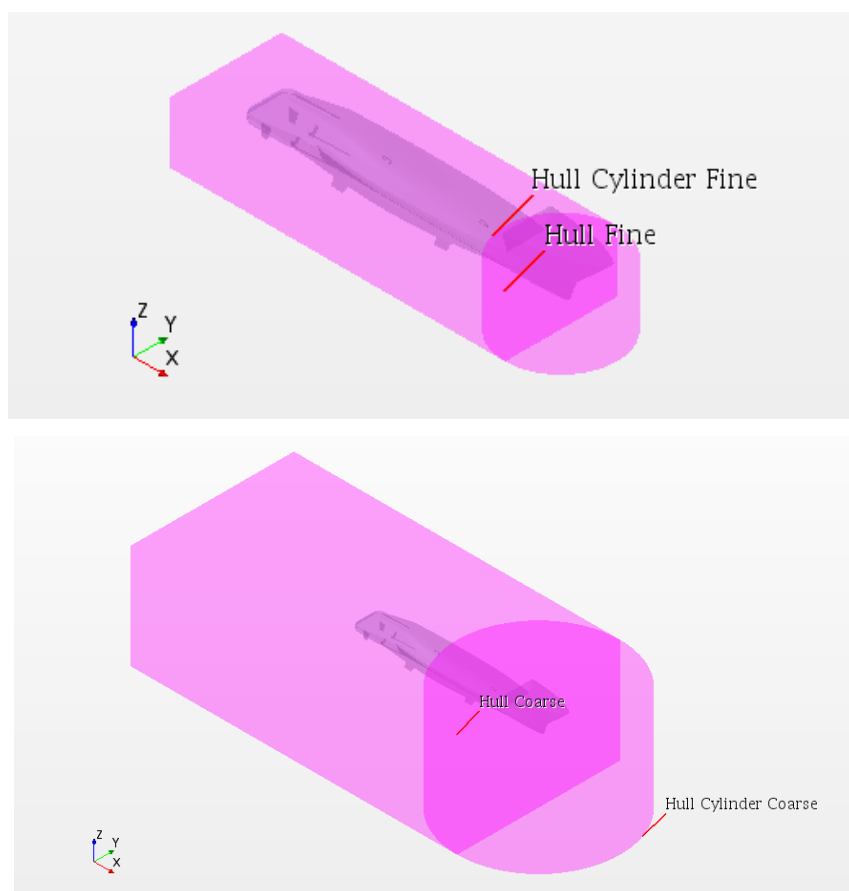 Hull Cylinder Fine
Hull Fine
Z
Y
X
Hull Coarse
Hull Cylinder Coarse
Z
Y
X